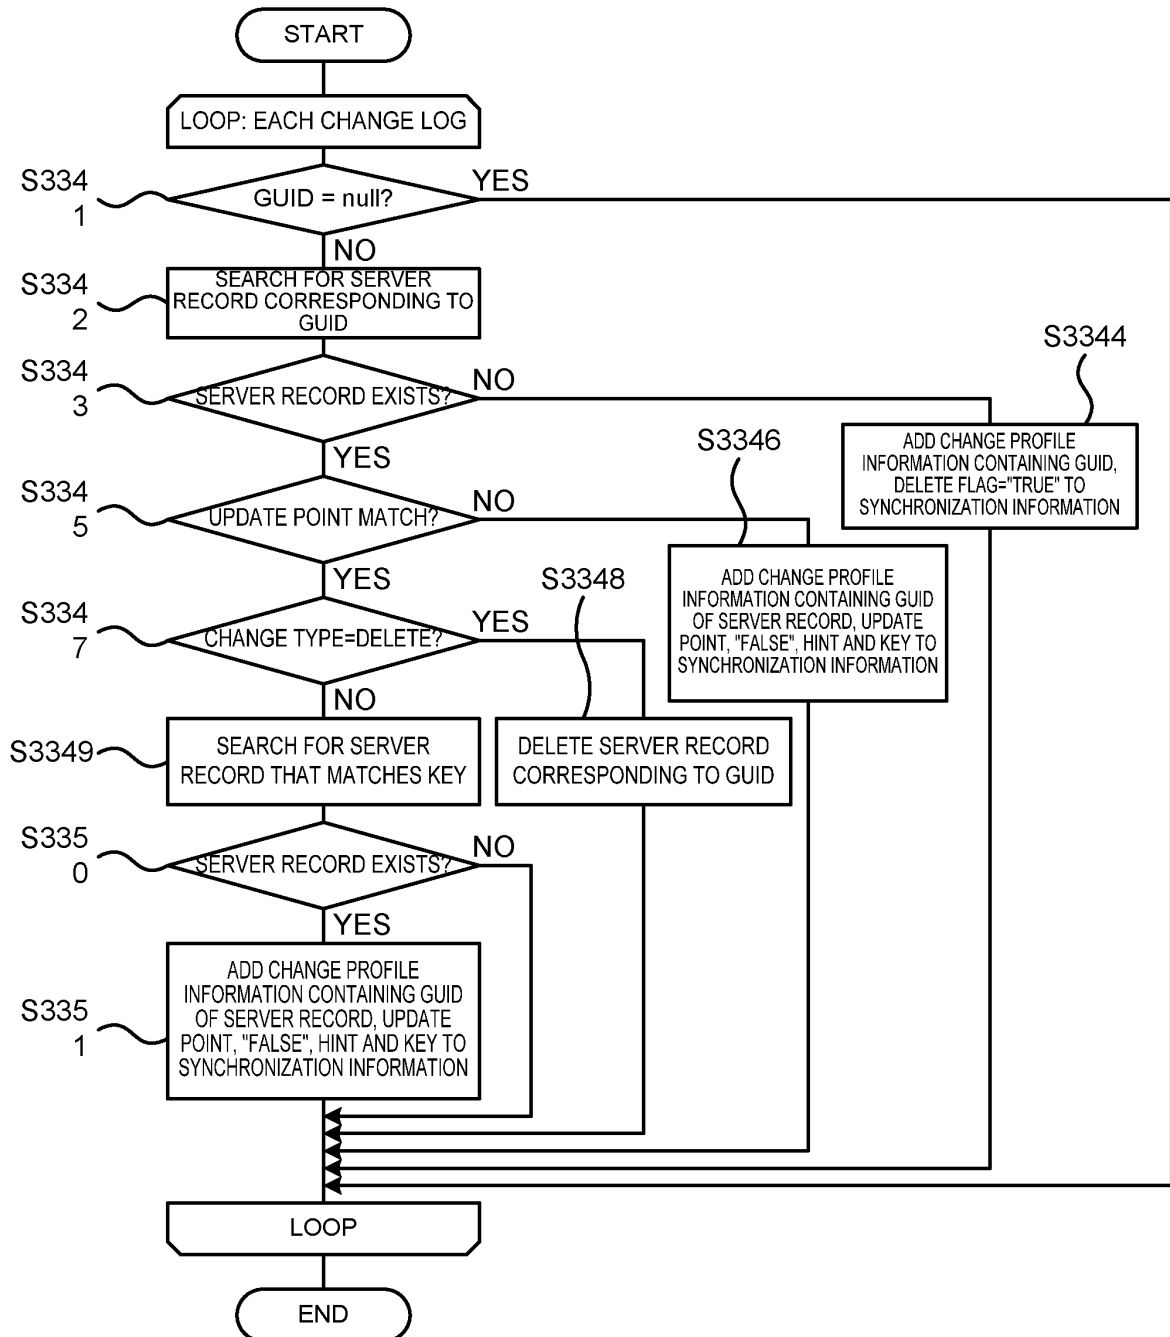 START
LOOP: EACH CHANGE LOG
S334
1
GUID = null?
YES
NO
S334
2
SEARCH FOR SERVER
RECORD CORRESPONDING TO
GUID
S334
3
SERVER RECORD EXISTS?
NO
YES
S3344
ADD CHANGE PROFILE
INFORMATION CONTAINING GUID,
DELETE FLAG="TRUE" TO
SYNCHRONIZATION INFORMATION
S334
5
UPDATE POINT MATCH?
NO
YES
S3346
ADD CHANGE PROFILE
INFORMATION CONTAINING GUID
OF SERVER RECORD, UPDATE
POINT, "FALSE", HINT AND KEY TO
SYNCHRONIZATION INFORMATION
S334
7
CHANGE TYPE=DELETE?
YES
NO
S3348
DELETE SERVER RECORD
CORRESPONDING TO GUID
S3349
SEARCH FOR SERVER
RECORD THAT MATCHES KEY
S335
0
SERVER RECORD EXISTS?
NO
YES
S335
1
ADD CHANGE PROFILE
INFORMATION CONTAINING GUID
OF SERVER RECORD, UPDATE
POINT, "FALSE", HINT AND KEY TO
SYNCHRONIZATION INFORMATION
LOOP
END